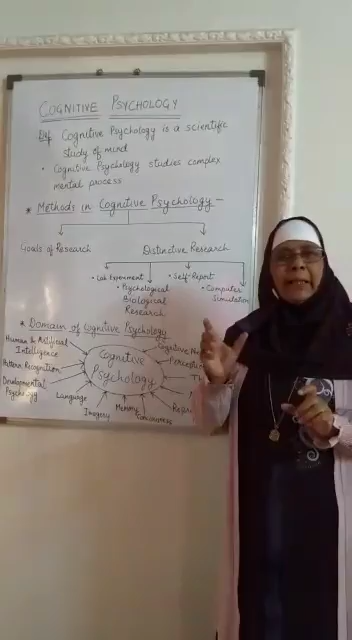 COGNITIVE PSYCHOLOGY
Def Cognitive Psychology is a scientific
study of mind
• Cognitive Psychology studies complex
mental process
* Methods in Cognitive Psychology -
Goals of Research
Distinctive Research
• Lab Experiment
• Self-Report
• Psychological
Biological
Research
• Computer
Simulation
* Domain of Cognitive Psychology
Human & Artificial
Intelligence
Pattern Recognition
Developmental
Psychology
Language
Imagery
Memory
Cognitive
Psychology
Cognitive